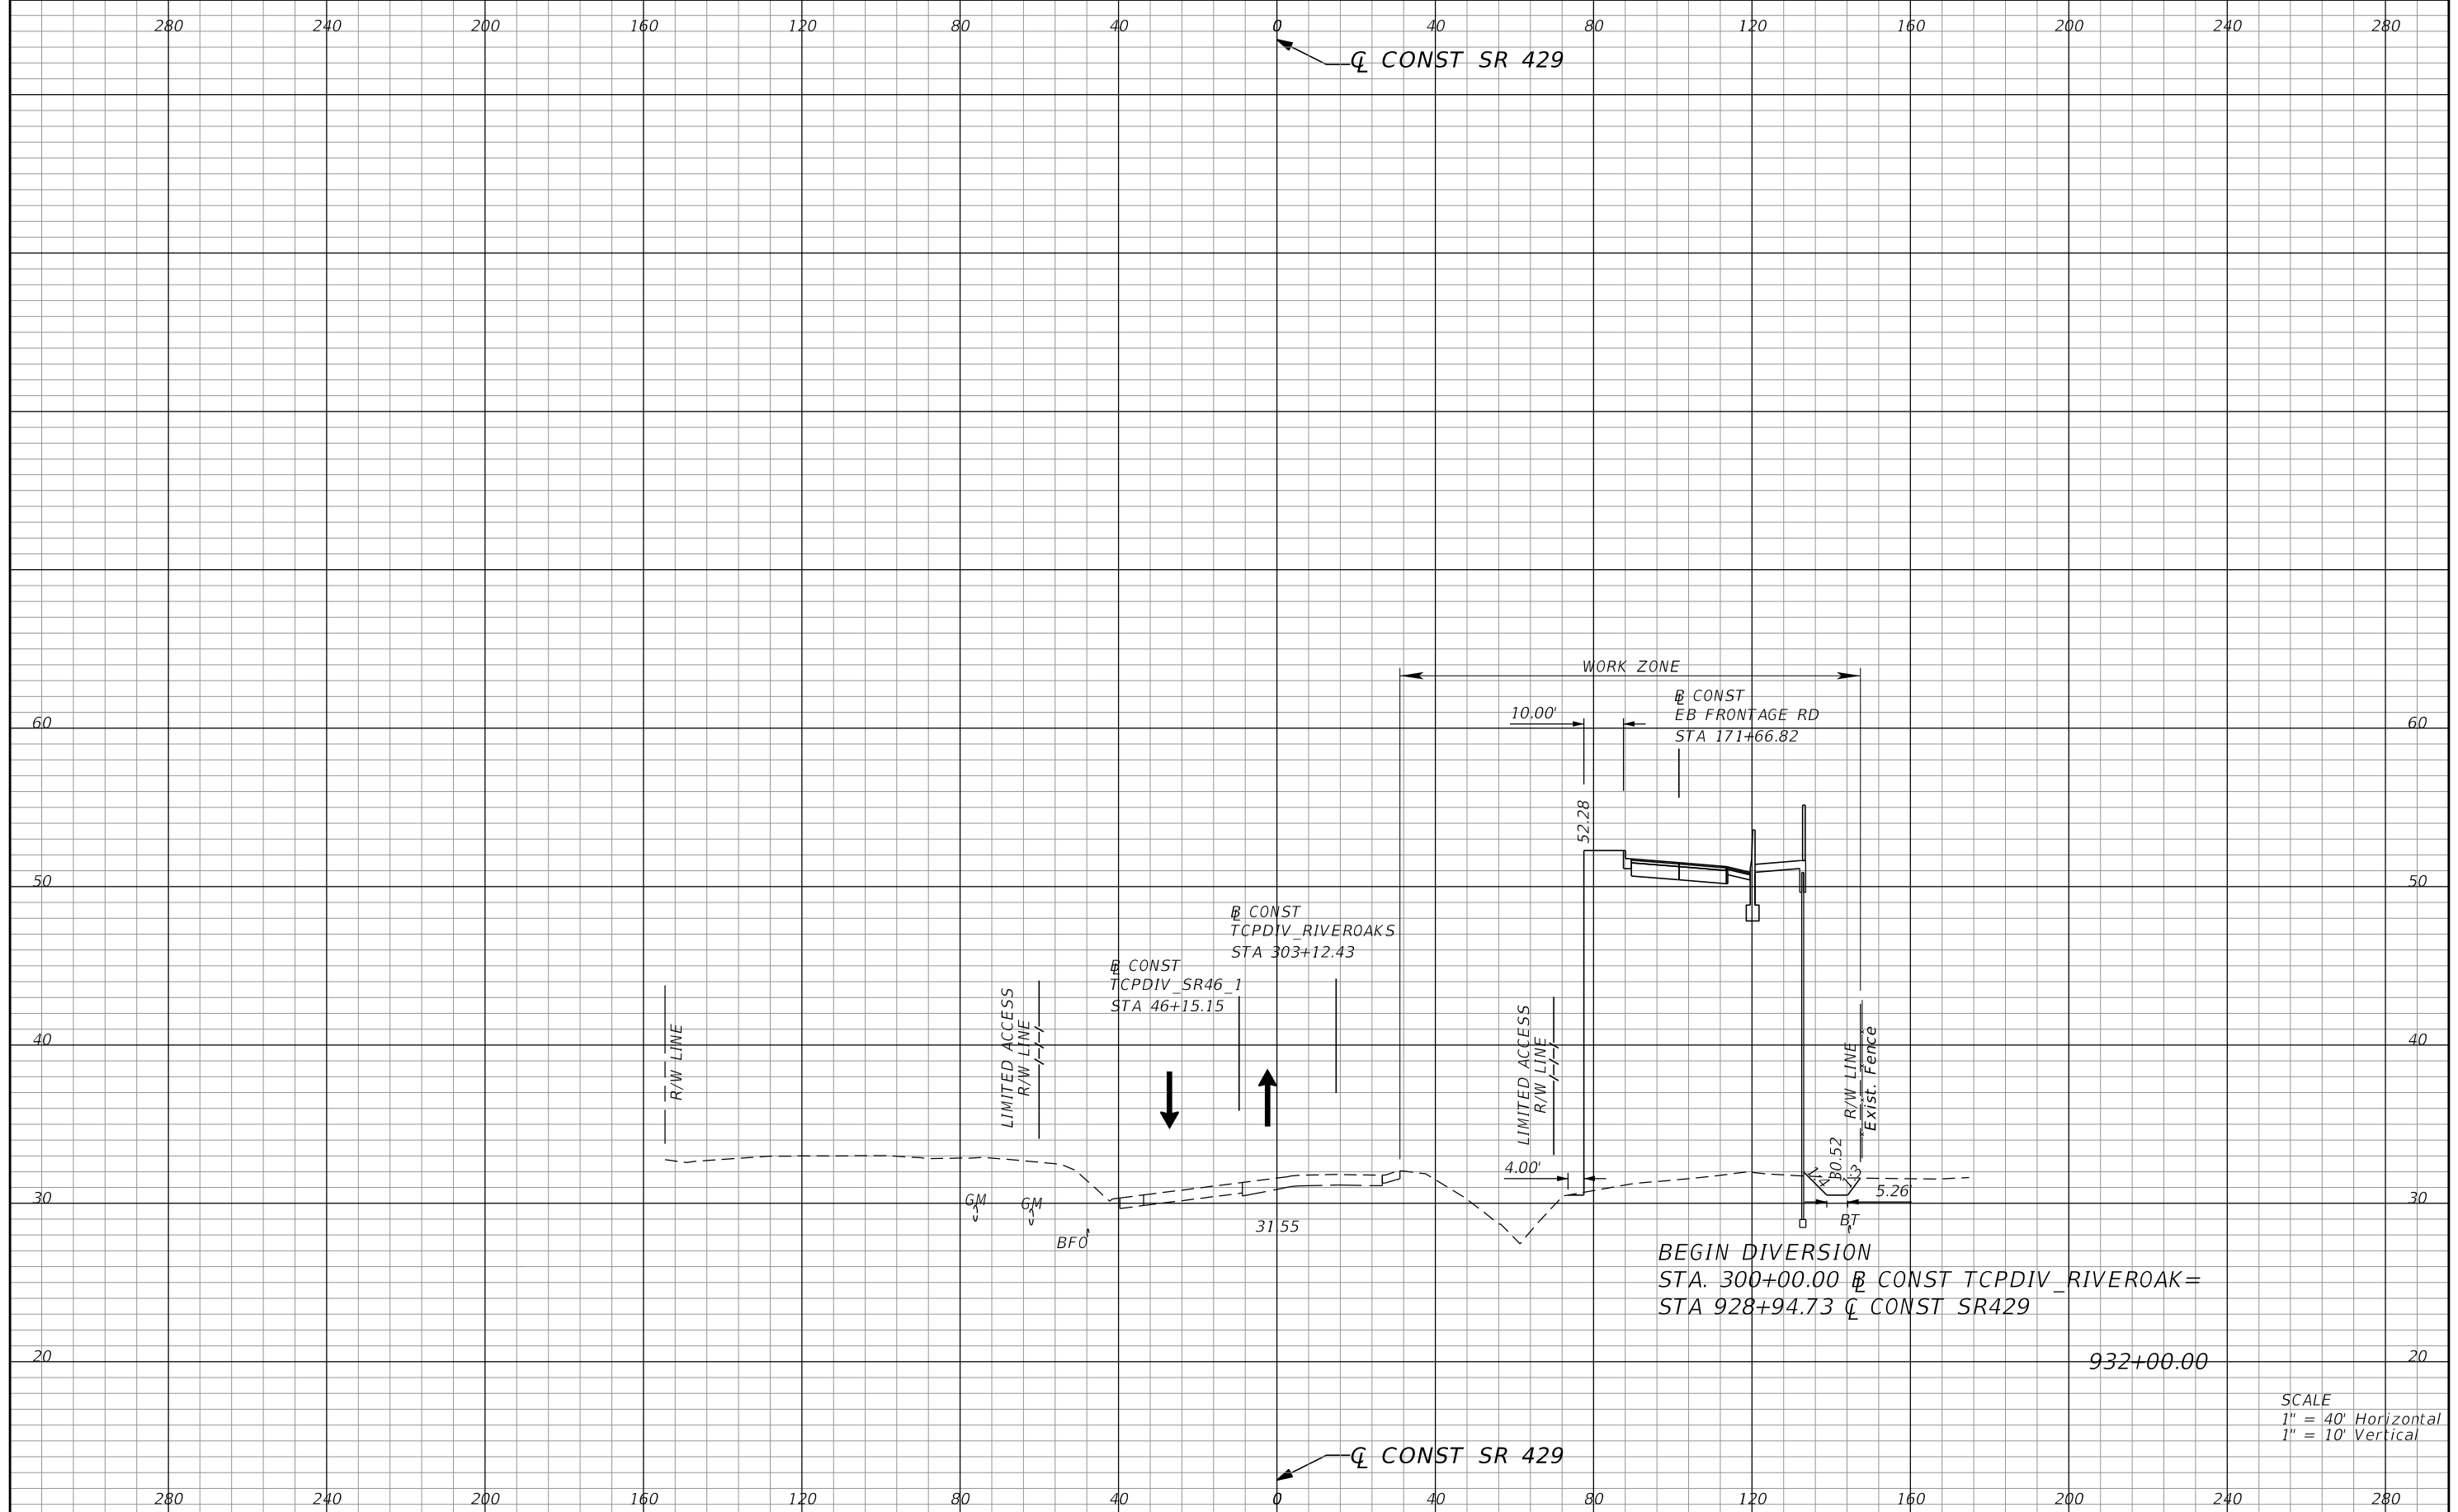 280 240 200 160 120 80 40 0 40 80 120 160 200 240 280
℄ CONST SR 429
WORK ZONE
10.00'
BL CONST
EB FRONTAGE RD
STA 171+66.82
60 60
52.28
50 50
BL CONST
TCPDIV_RIVEROAKS
STA 303+12.43
BL CONST
TCPDIV_SR46_1
STA 46+15.15
40 40
R/W LINE
LIMITED ACCESS
R/W LINE
LIMITED ACCESS
R/W LINE
R/W LINE
Exist. Fence
4.00'
30.52
5.26'
30 30
GM
GM
BFO
31.55
BT
BEGIN DIVERSION
STA. 300+00.00 BL CONST TCPDIV_RIVEROAK=
STA 928+94.73 ℄ CONST SR429
20 20
932+00.00
SCALE
1" = 40' Horizontal
1" = 10' Vertical
℄ CONST SR 429
280 240 200 160 120 80 40 0 40 80 120 160 200 240 280